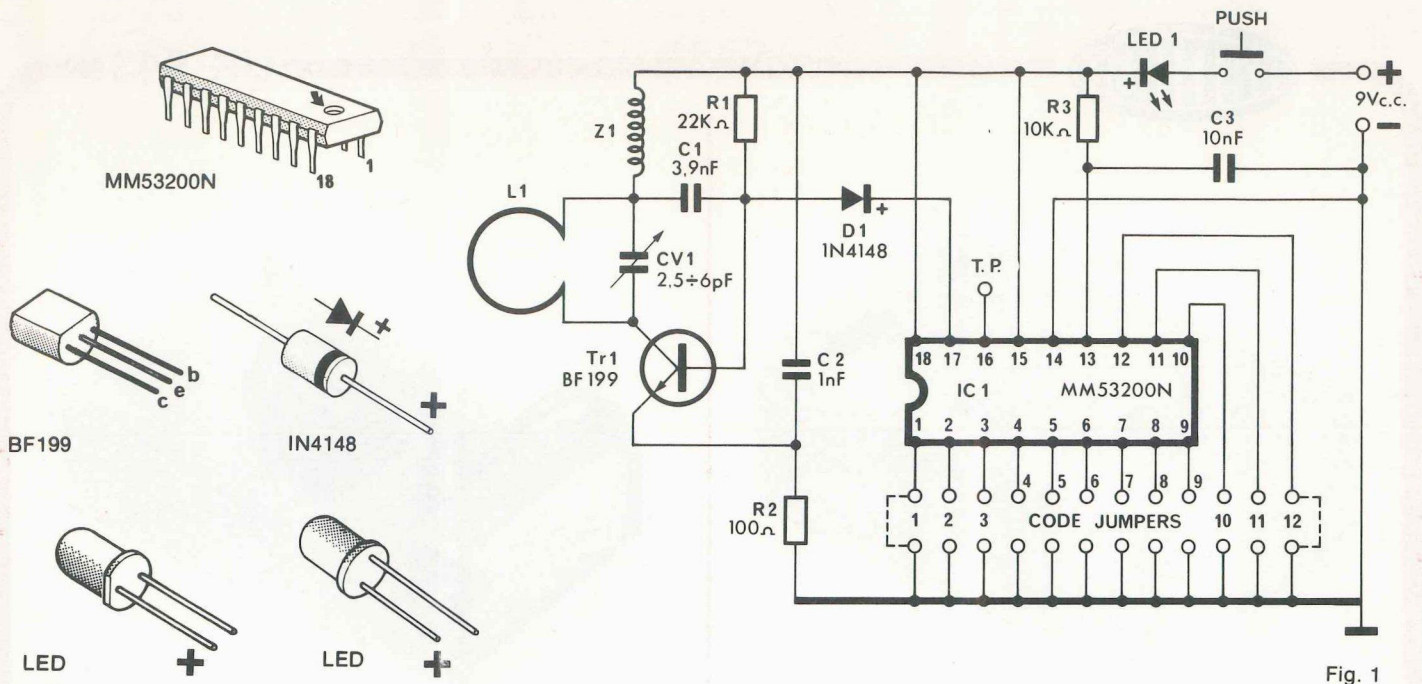 MM53200N
18
1
BF199
b
e
c
IN4148
+
+
LED
+
LED
+
PUSH
LED 1
+
+
9Vc.c.
−
R1
22KΩ
R3
10KΩ
C3
10nF
Z1
C1
3,9nF
L1
CV1
2,5÷6pF
D1
1N4148
+
T.P.
Tr1
BF199
C2
1nF
18 17 16 15 14 13 12 11 10
IC1 MM53200N
1 2 3 4 5 6 7 8 9
4 5 6 7 8 9
R2
100Ω
1 2 3 CODE JUMPERS 10 11 12
Fig. 1